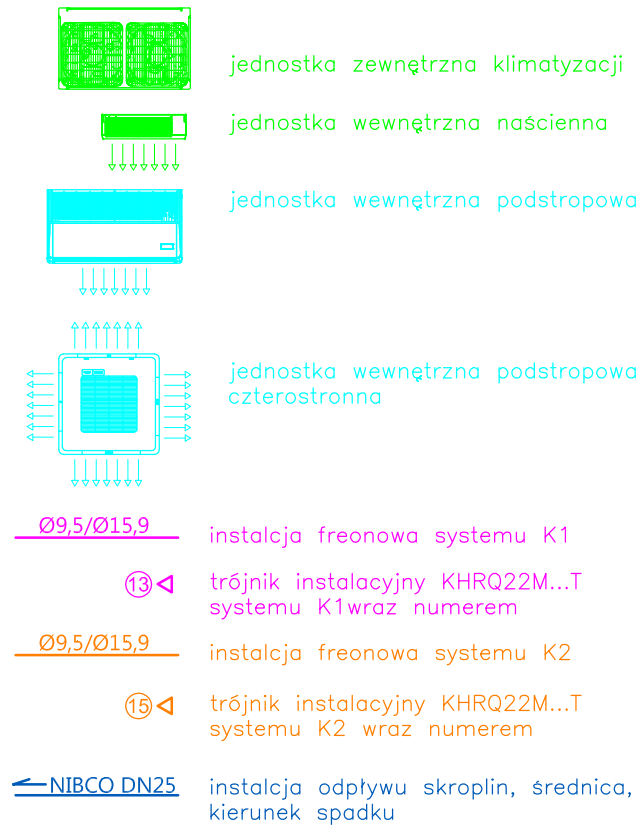 jednostka zewnętrzna klimatyzacji
jednostka wewnętrzna naścienna
jednostka wewnętrzna podstropowa
jednostka wewnętrzna podstropowa
czterostronna
Ø9,5/Ø15,9 instalcja freonowa systemu K1
13 trójnik instalacyjny KHRQ22M...T
systemu K1wraz numerem
Ø9,5/Ø15,9 instalcja freonowa systemu K2
15 trójnik instalacyjny KHRQ22M...T
systemu K2 wraz numerem
NIBCO DN25 instalcja odpływu skroplin, średnica,
kierunek spadku